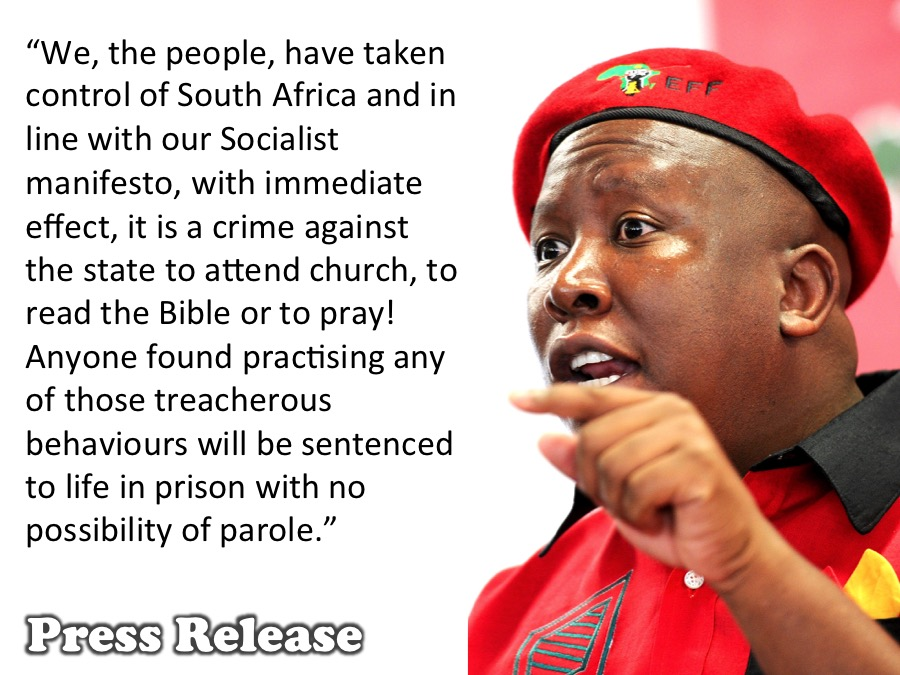 “We, the people, have taken
control of South Africa and in
line with our Socialist
manifesto, with immediate
effect, it is a crime against
the state to attend church, to
read the Bible or to pray!
Anyone found practising any
of those treacherous
behaviours will be sentenced
to life in prison with no
possibility of parole.”
Press Release
EFF